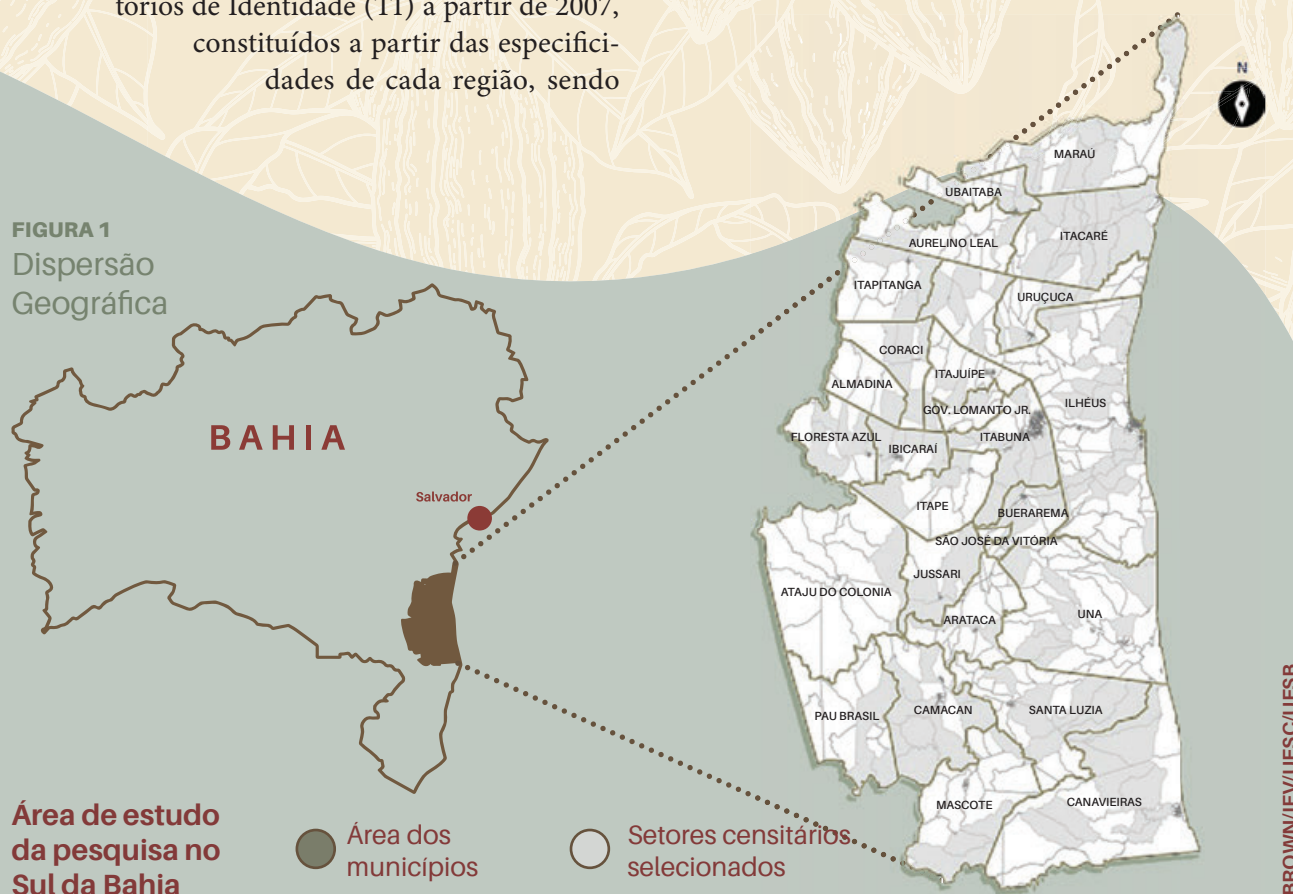 tórios de Identidade (TI) a partir de 2007,
constituídos a partir das especifici-
dades de cada região, sendo
FIGURA 1
Dispersão
Geográfica
BAHIA
Salvador
N
MARAÚ
UBAITABA
ITACARÉ
AURELINO LEAL
ITAPITANGA
URUÇUCA
CORACI
ITAJUÍPE
ALMADINA
ILHÉUS
GOV. LOMANTO JR.
FLORESTA AZUL
ITABUNA
IBICARAÍ
ITAPE
BUERAREMA
SÃO JOSÉ DA VITÓRIA
JUSSARI
ATAJU DO COLONIA
UNA
ARATACA
PAU BRASIL
CAMACAN
SANTA LUZIA
MASCOTE
CANAVIEIRAS
Área de estudo
da pesquisa no
Sul da Bahia
Área dos
municípios
Setores censitários
selecionados